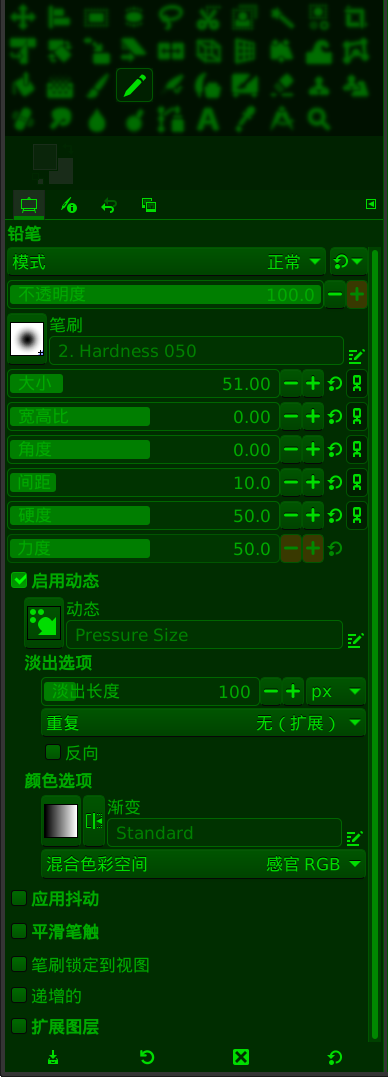 铅笔
模式 正常
不透明度 100.0
笔刷
2. Hardness 050
大小 51.00
宽高比 0.00
角度 0.00
间距 10.0
硬度 50.0
力度 50.0
启用动态
动态
Pressure Size
淡出选项
淡出长度 100 px
重复 无（扩展）
反向
颜色选项
渐变
Standard
混合色彩空间 感官 RGB
应用抖动
平滑笔触
笔刷锁定到视图
递增的
扩展图层